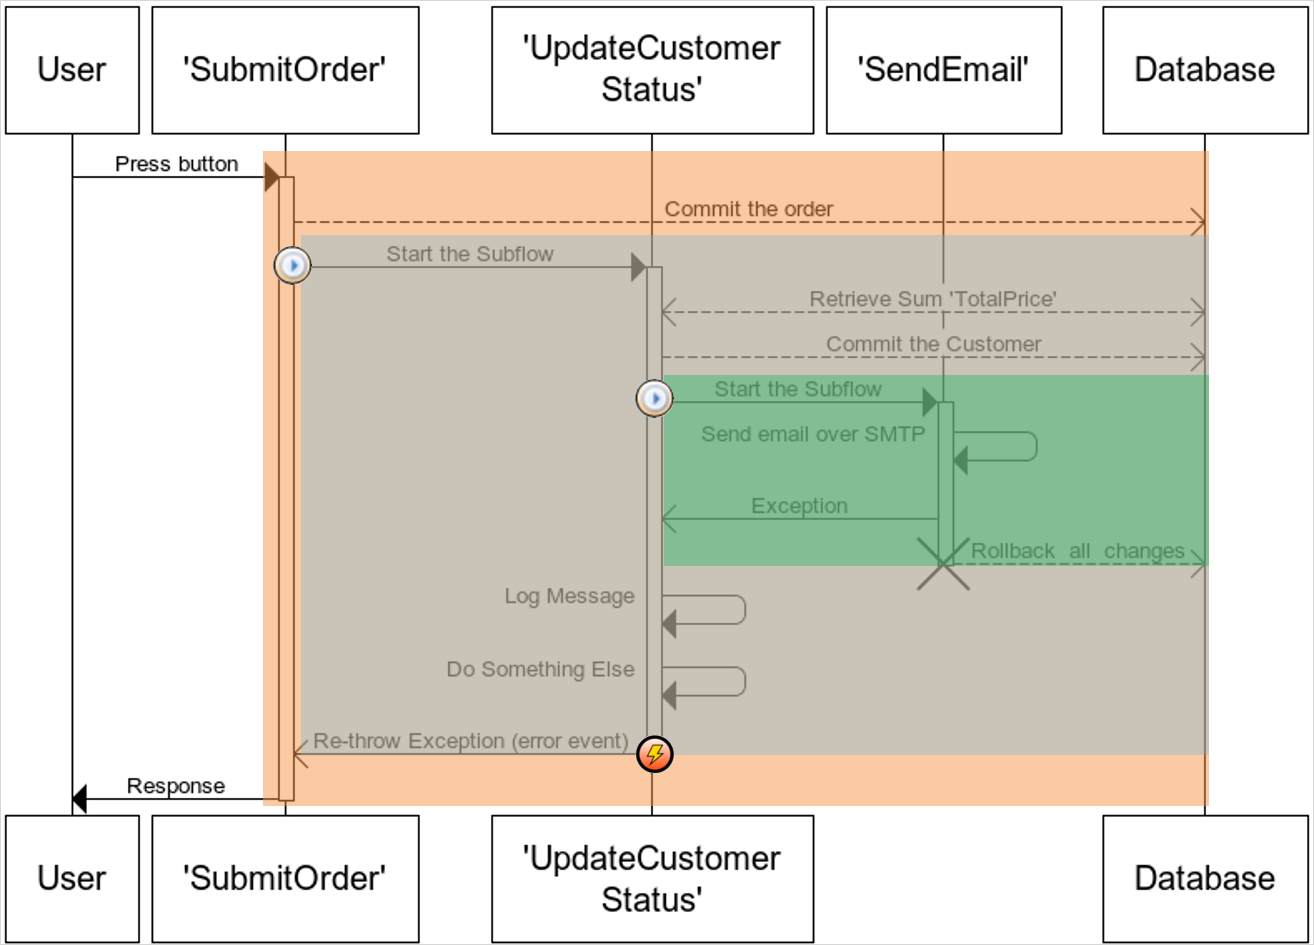 User
'SubmitOrder'
'UpdateCustomer
Status'
'SendEmail'
Database
Press button
Commit the order
Start the Subflow
Retrieve Sum 'TotalPrice'
Commit the Customer
Start the Subflow
Send email over SMTP
Exception
Rollback all changes
Log Message
Do Something Else
Re-throw Exception (error event)
Response
User
'SubmitOrder'
'UpdateCustomer
Status'
Database